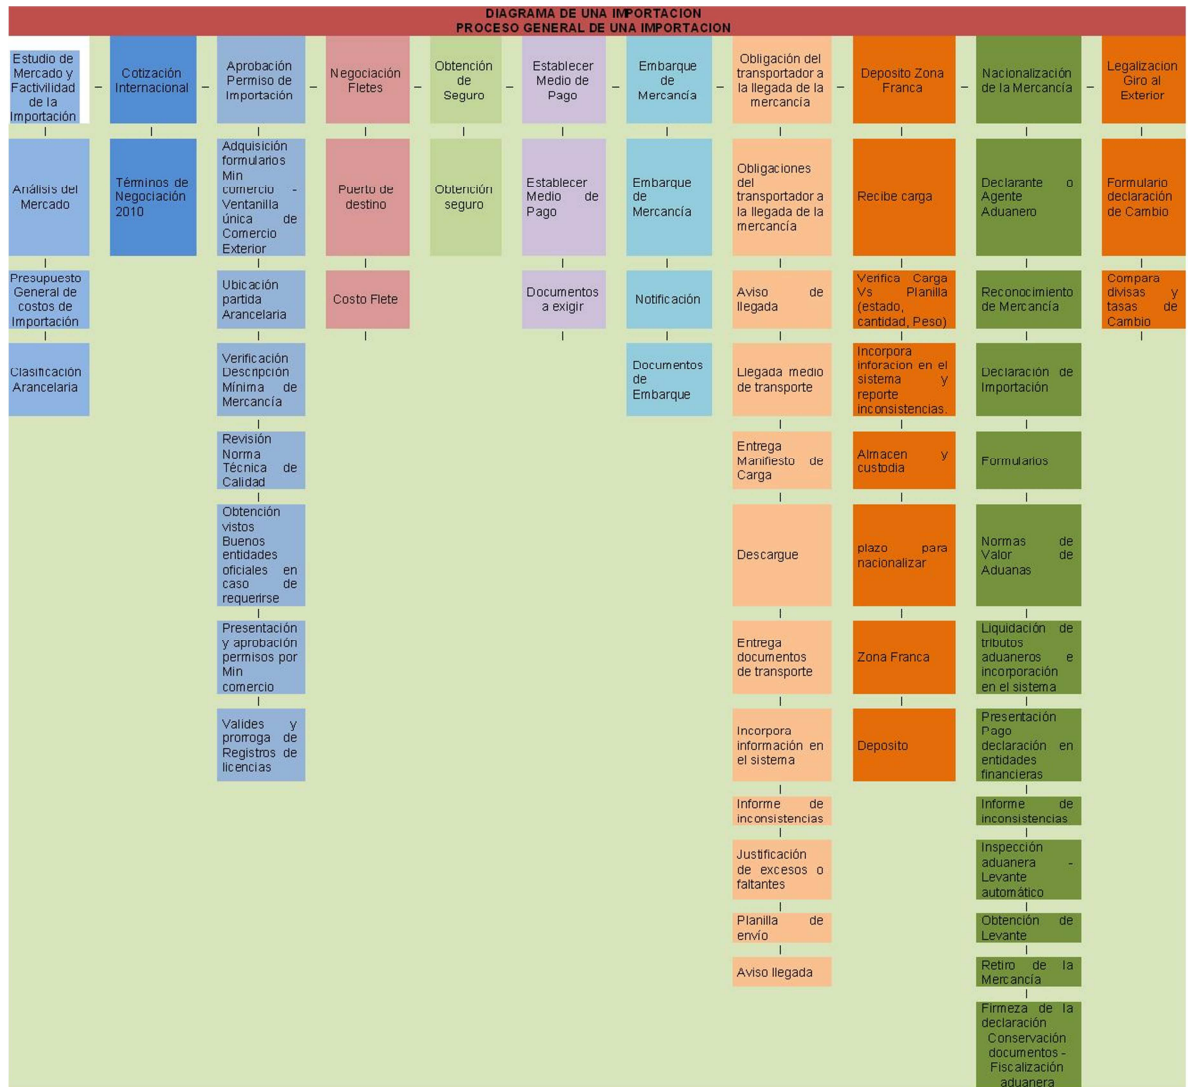 DIAGRAMA DE UNA IMPORTACION
PROCESO GENERAL DE UNA IMPORTACION
Estudio de
Mercado y
Factivilidad
de la
Importación
Cotización
Internacional
Aprobación
Permiso de
Importación
Negociación
Fletes
Obtención
de
Seguro
Establecer
Medio de
Pago
Embarque
de
Mercancía
Obligación del
transportador a
la llegada de la
mercancía
Deposito Zona
Franca
Nacionalización
de la Mercancía
Legalizacion
Giro al
Exterior
Análisis del
Mercado
Presupuesto
General de
costos de
Importación
Clasificación
Arancelaria
Términos de
Negociación
2010
Adquisición
formularios
Min
comercio -
Ventanilla
única de
Comercio
Exterior
Ubicación
partida
Arancelaria
Verificación
Descripción
Mínima de
Mercancía
Revisión
Norma
Técnica de
Calidad
Obtención
vistos
Buenos
entidades
oficiales en
caso de
requerirse
Presentación
y aprobación
permisos por
Min
comercio
Valides y
prorroga de
Registros de
licencias
Puerto de
destino
Costo Flete
Obtención
seguro
Establecer
Medio de
Pago
Documentos
a exigir
Embarque
de
Mercancía
Notificación
Documentos
de
Embarque
Obligaciones
del
transportador a
la llegada de la
mercancía
Aviso de
llegada
Llegada medio
de transporte
Entrega
Manifiesto de
Carga
Descargue
Entrega
documentos
de transporte
Incorpora
información en
el sistema
Informe de
inconsistencias
Justificación
de excesos o
faltantes
Planilla de
envío
Aviso llegada
Recibe carga
Verifica Carga
Vs Planilla
(estado,
cantidad, Peso)
Incorpora
inforacion en el
sistema y
reporte
inconsistencias.
Almacen y
custodia
plazo para
nacionalizar
Zona Franca
Deposito
Declarante o
Agente
Aduanero
Reconocimiento
de Mercancía
Declaración de
Importación
Formularios
Normas de
Valor de
Aduanas
Liquidación de
tributos
aduaneros e
incorporación
en el sistema
Presentación
Pago
declaración en
entidades
financieras
Informe de
inconsistencias
Inspección
aduanera -
Levante
automático
Obtención de
Levante
Retiro de la
Mercancía
Firmeza de la
declaración
Conservación
documentos -
Fiscalización
aduanera
Formulario
declaración
de Cambio
Compara
divisas y
tasas de
Cambio